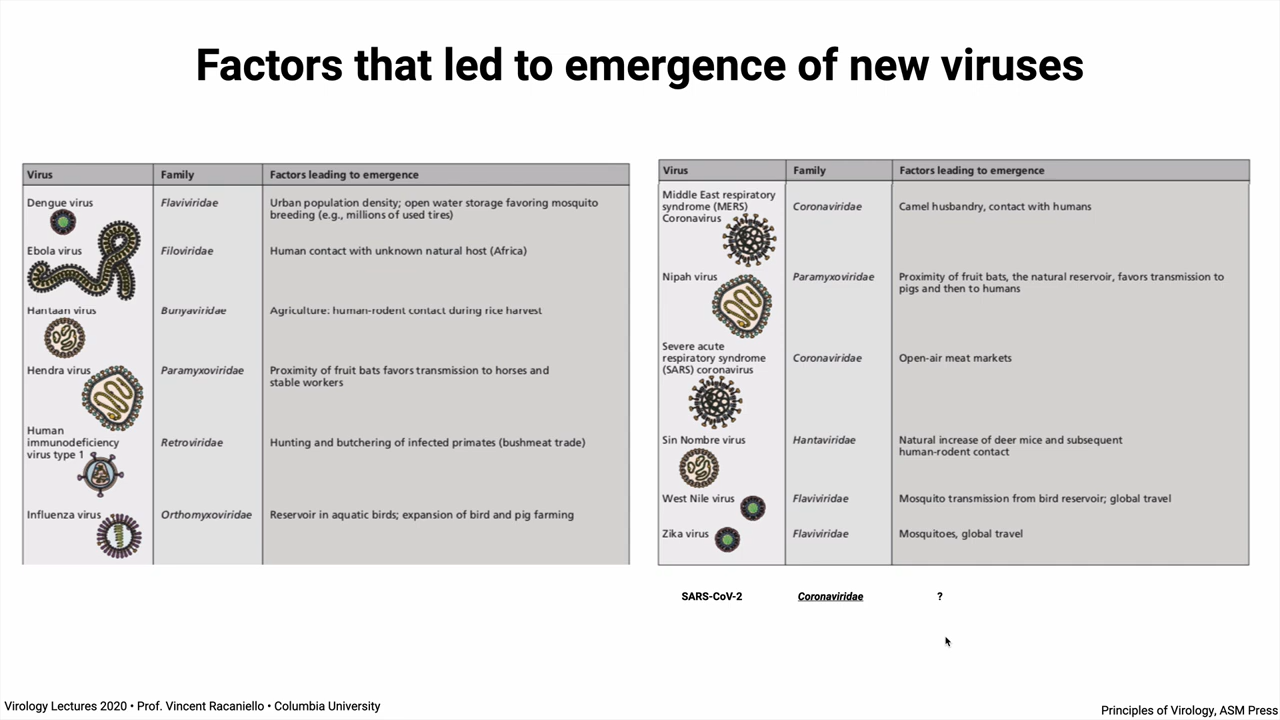 Factors that led to emergence of new viruses
Virus Family Factors leading to emergence
Dengue virus Flaviviridae Urban population density; open water storage favoring mosquito
breeding (e.g., millions of used tires)
Ebola virus Filoviridae Human contact with unknown natural host (Africa)
Hantaan virus Bunyaviridae Agriculture: human-rodent contact during rice harvest
Hendra virus Paramyxoviridae Proximity of fruit bats favors transmission to horses and
stable workers
Human
immunodeficiency Retroviridae Hunting and butchering of infected primates (bushmeat trade)
virus type 1
Influenza virus Orthomyxoviridae Reservoir in aquatic birds; expansion of bird and pig farming
Virus Family Factors leading to emergence
Middle East respiratory
syndrome (MERS) Coronaviridae Camel husbandry, contact with humans
Coronavirus
Nipah virus Paramyxoviridae Proximity of fruit bats, the natural reservoir, favors transmission to
pigs and then to humans
Severe acute
respiratory syndrome Coronaviridae Open-air meat markets
(SARS) coronavirus
Sin Nombre virus Hantaviridae Natural increase of deer mice and subsequent
human-rodent contact
West Nile virus Flaviviridae Mosquito transmission from bird reservoir; global travel
Zika virus Flaviviridae Mosquitoes, global travel
SARS-CoV-2 Coronaviridae ?
Virology Lectures 2020 • Prof. Vincent Racaniello • Columbia University
Principles of Virology, ASM Press